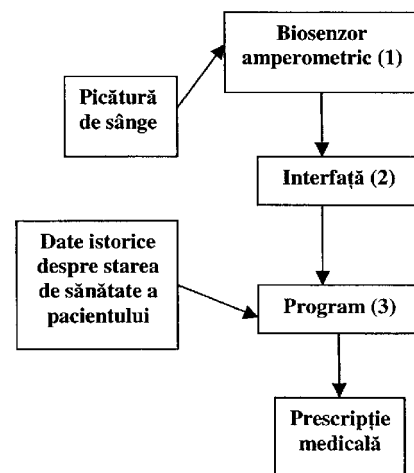 Biosenzor
amperometric (1)
Picătură
de sânge
Interfață (2)
Date istorice
despre starea
de sănătate a
pacientului
Program (3)
Prescripție
medicală